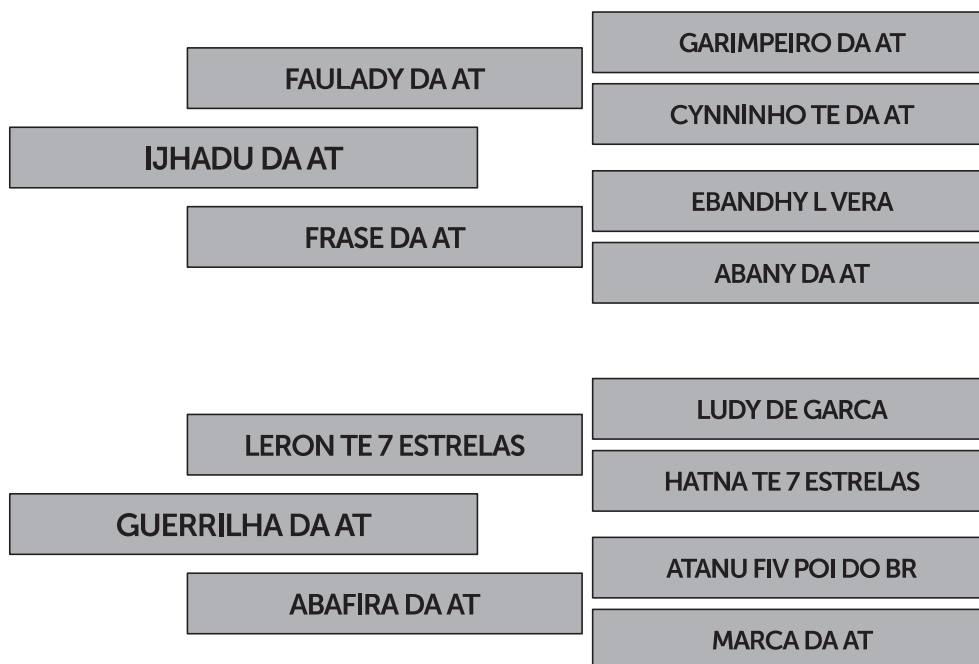 GARIMPEIRO DA AT
FAULADY DA AT
CYNNINHO TE DA AT
IJHADU DA AT
EBANDHY L VERA
FRASE DA AT
ABANY DA AT
LUDY DE GARCA
LERON TE 7 ESTRELAS
HATNA TE 7 ESTRELAS
GUERRILHA DA AT
ATANU FIV POI DO BR
ABAFIRA DA AT
MARCA DA AT